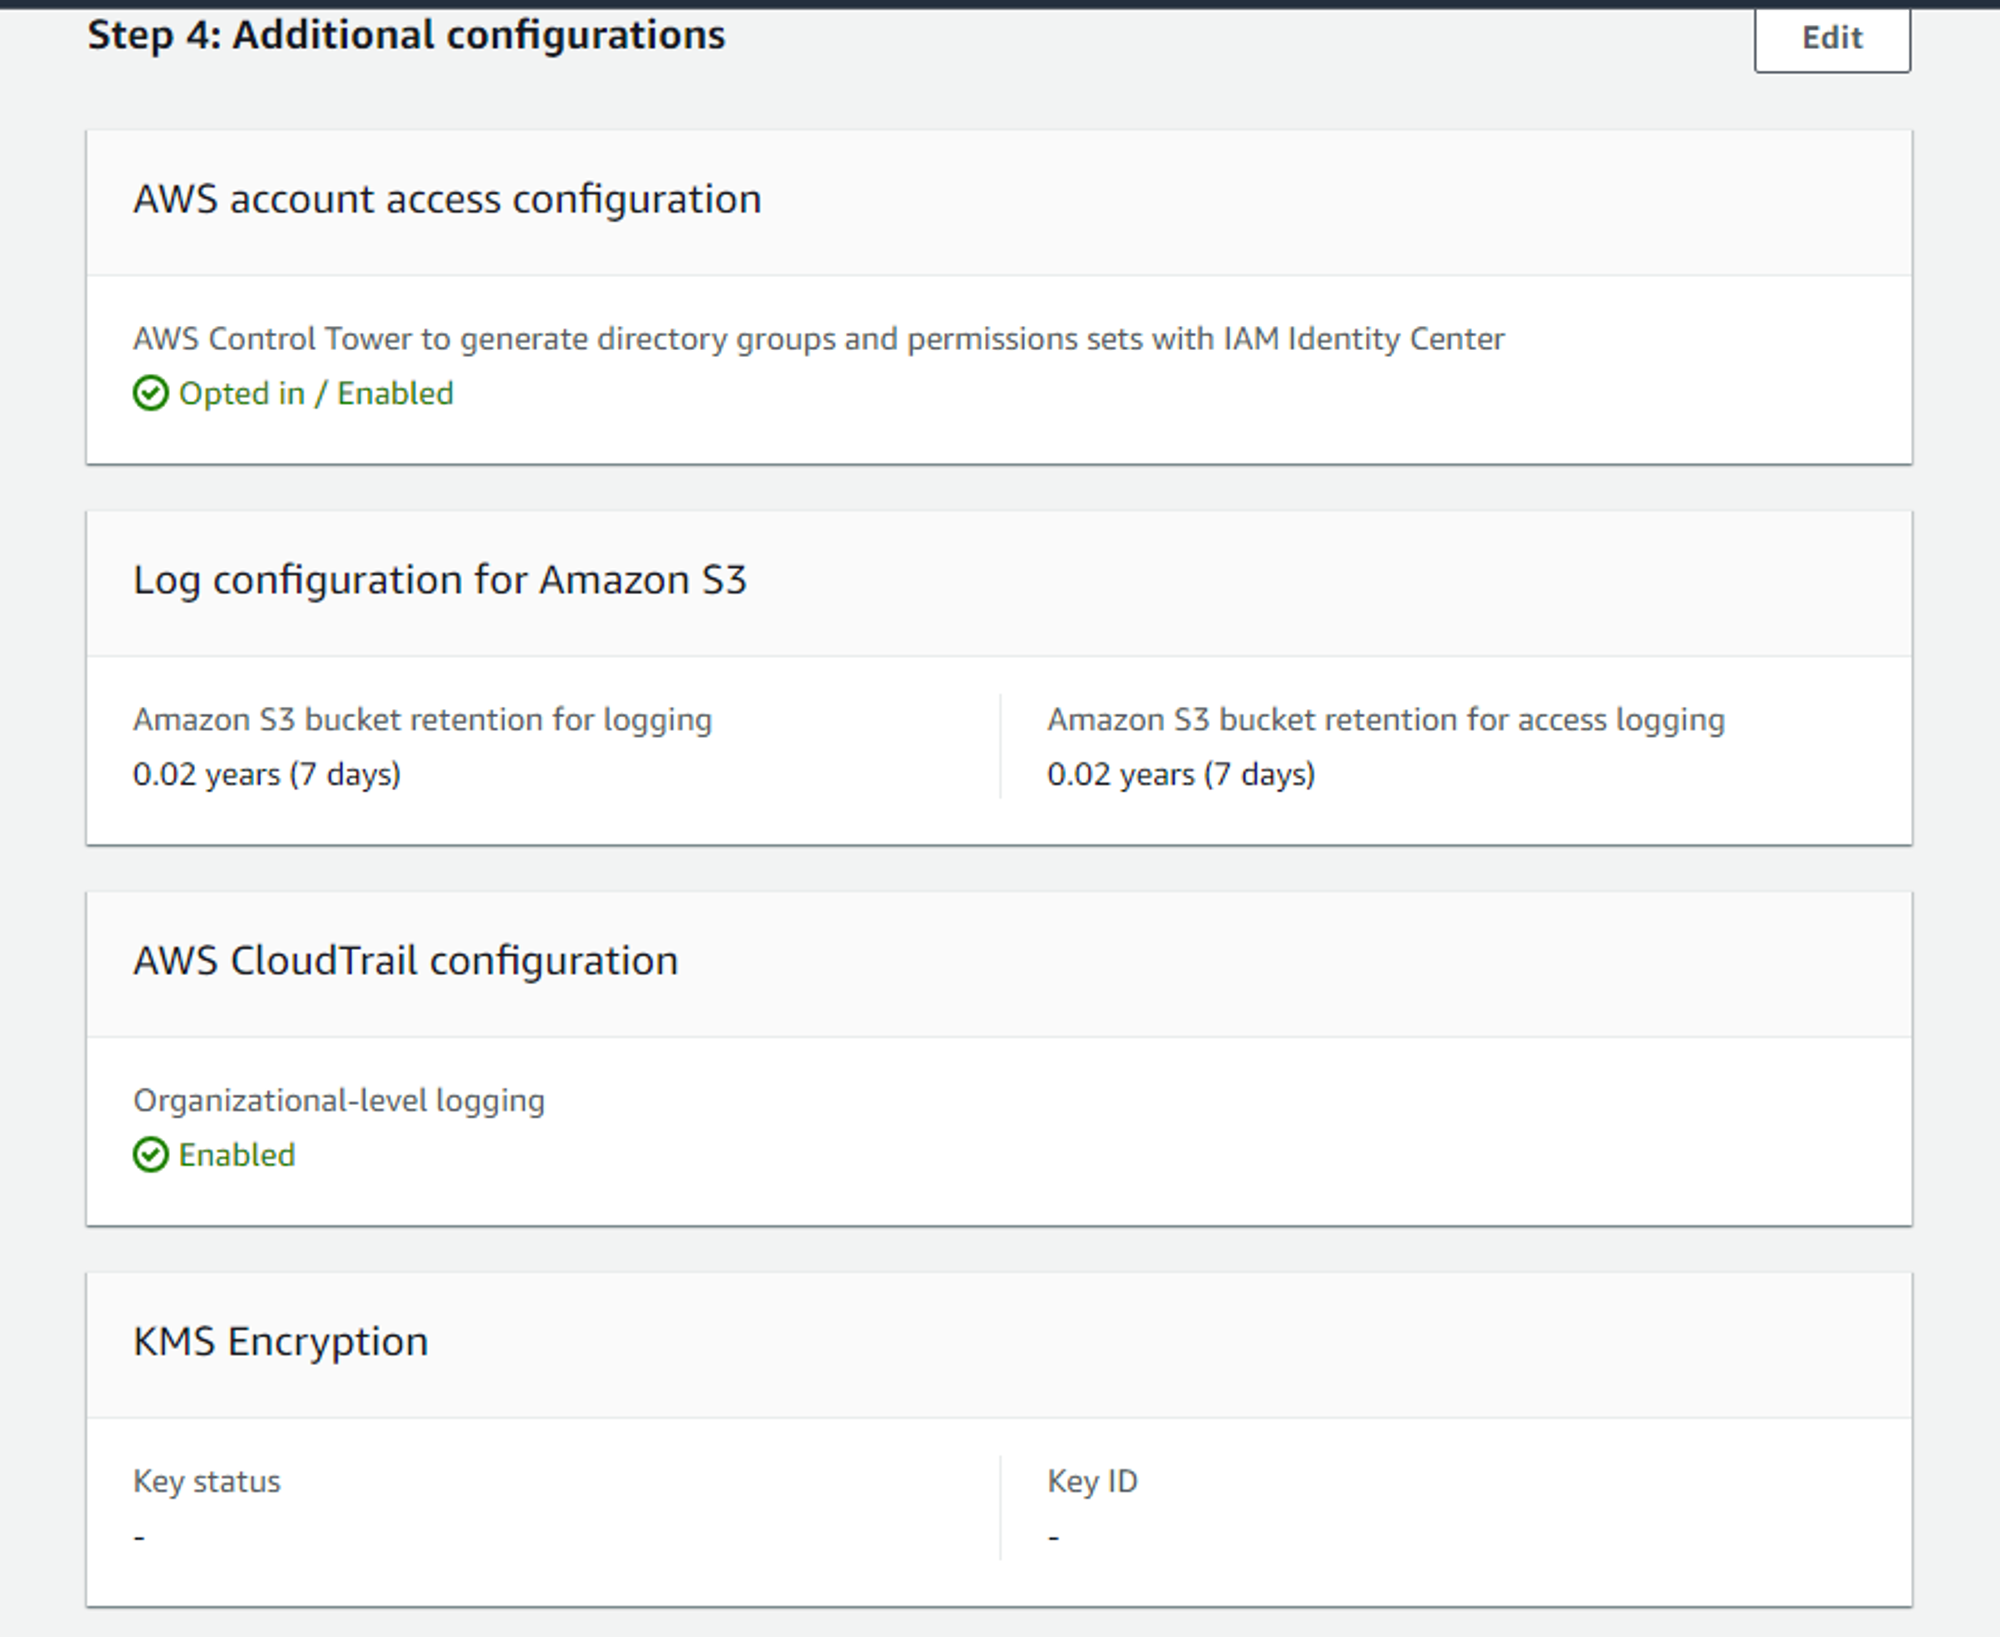 Step 4: Additional configurations
Edit
AWS account access configuration
AWS Control Tower to generate directory groups and permissions sets with IAM Identity Center
Opted in / Enabled
Log configuration for Amazon S3
Amazon S3 bucket retention for logging
0.02 years (7 days)
Amazon S3 bucket retention for access logging
0.02 years (7 days)
AWS CloudTrail configuration
Organizational-level logging
Enabled
KMS Encryption
Key status
-
Key ID
-